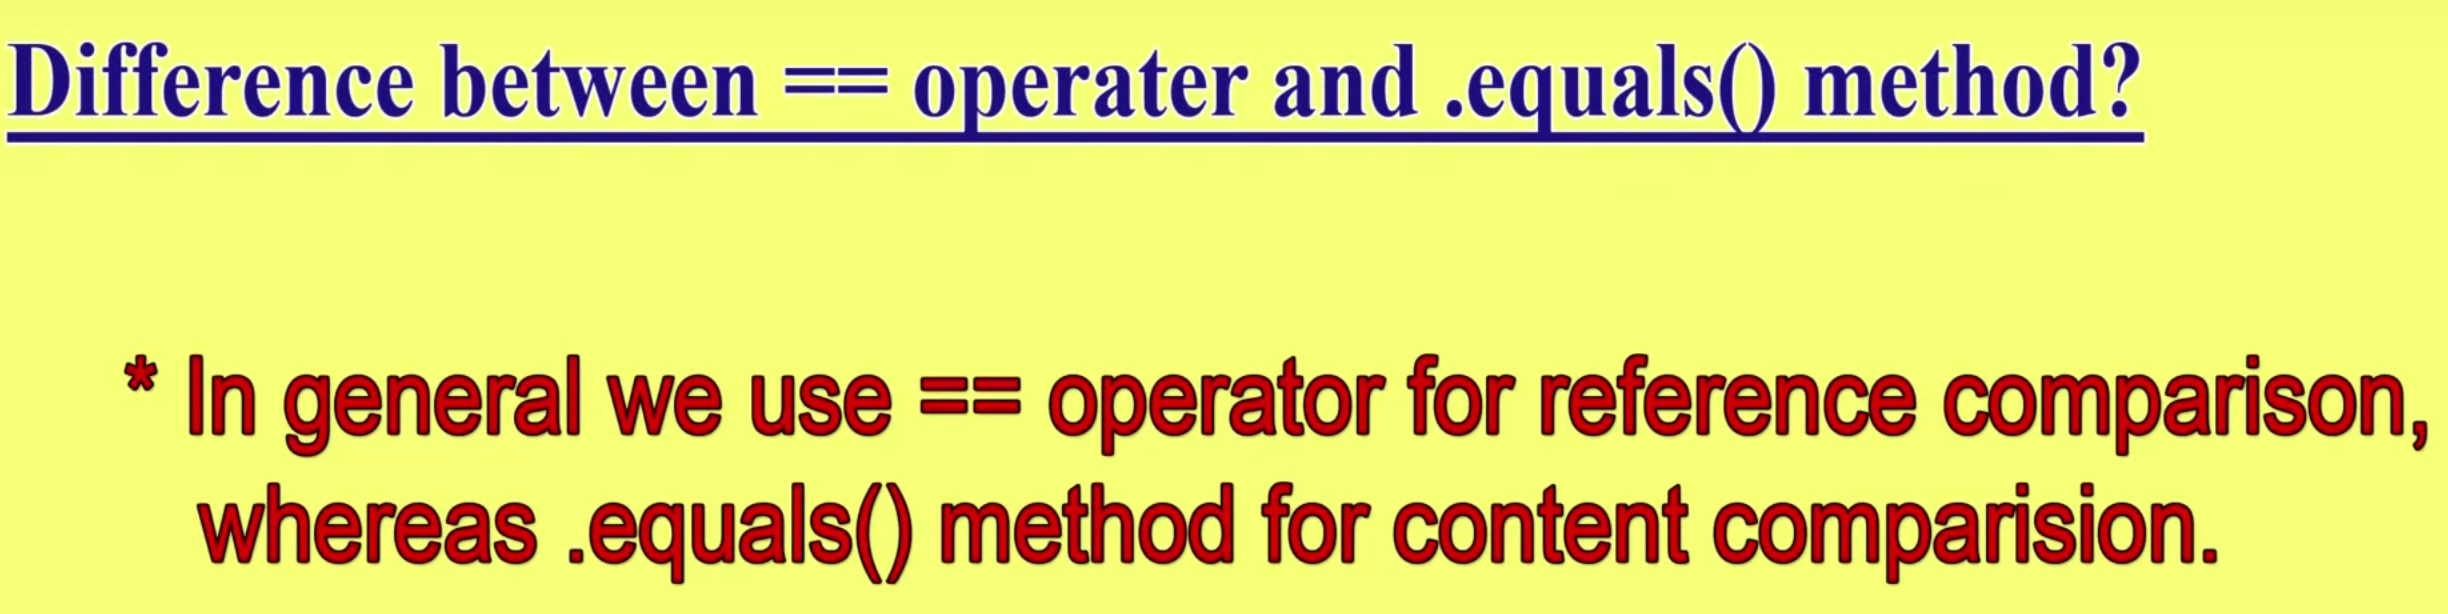 Difference between == operater and .equals() method?
* In general we use == operator for reference comparison,
whereas .equals() method for content comparision.